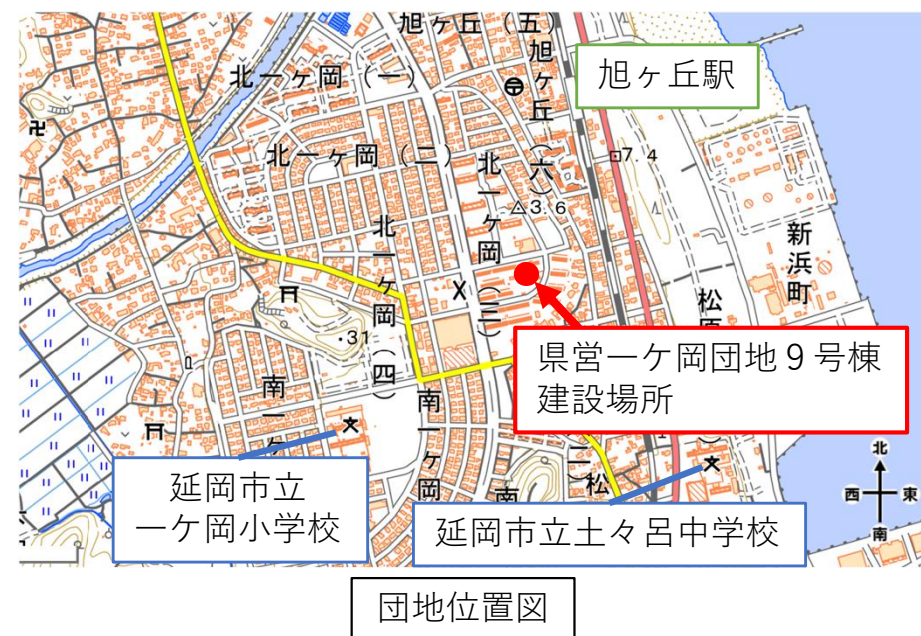 旭ヶ丘(五)
旭ヶ丘(六)
旭ヶ丘駅
北一ヶ岡(一)
北一ヶ岡(二)
7.4
3.6
北一ヶ岡(三)
北一ヶ岡(四)
新浜町
X
31
県営一ケ岡団地9号棟
建設場所
南一ヶ
南一ヶ岡
延岡市立
一ケ岡小学校
延岡市立土々呂中学校
北
西
東
南
団地位置図